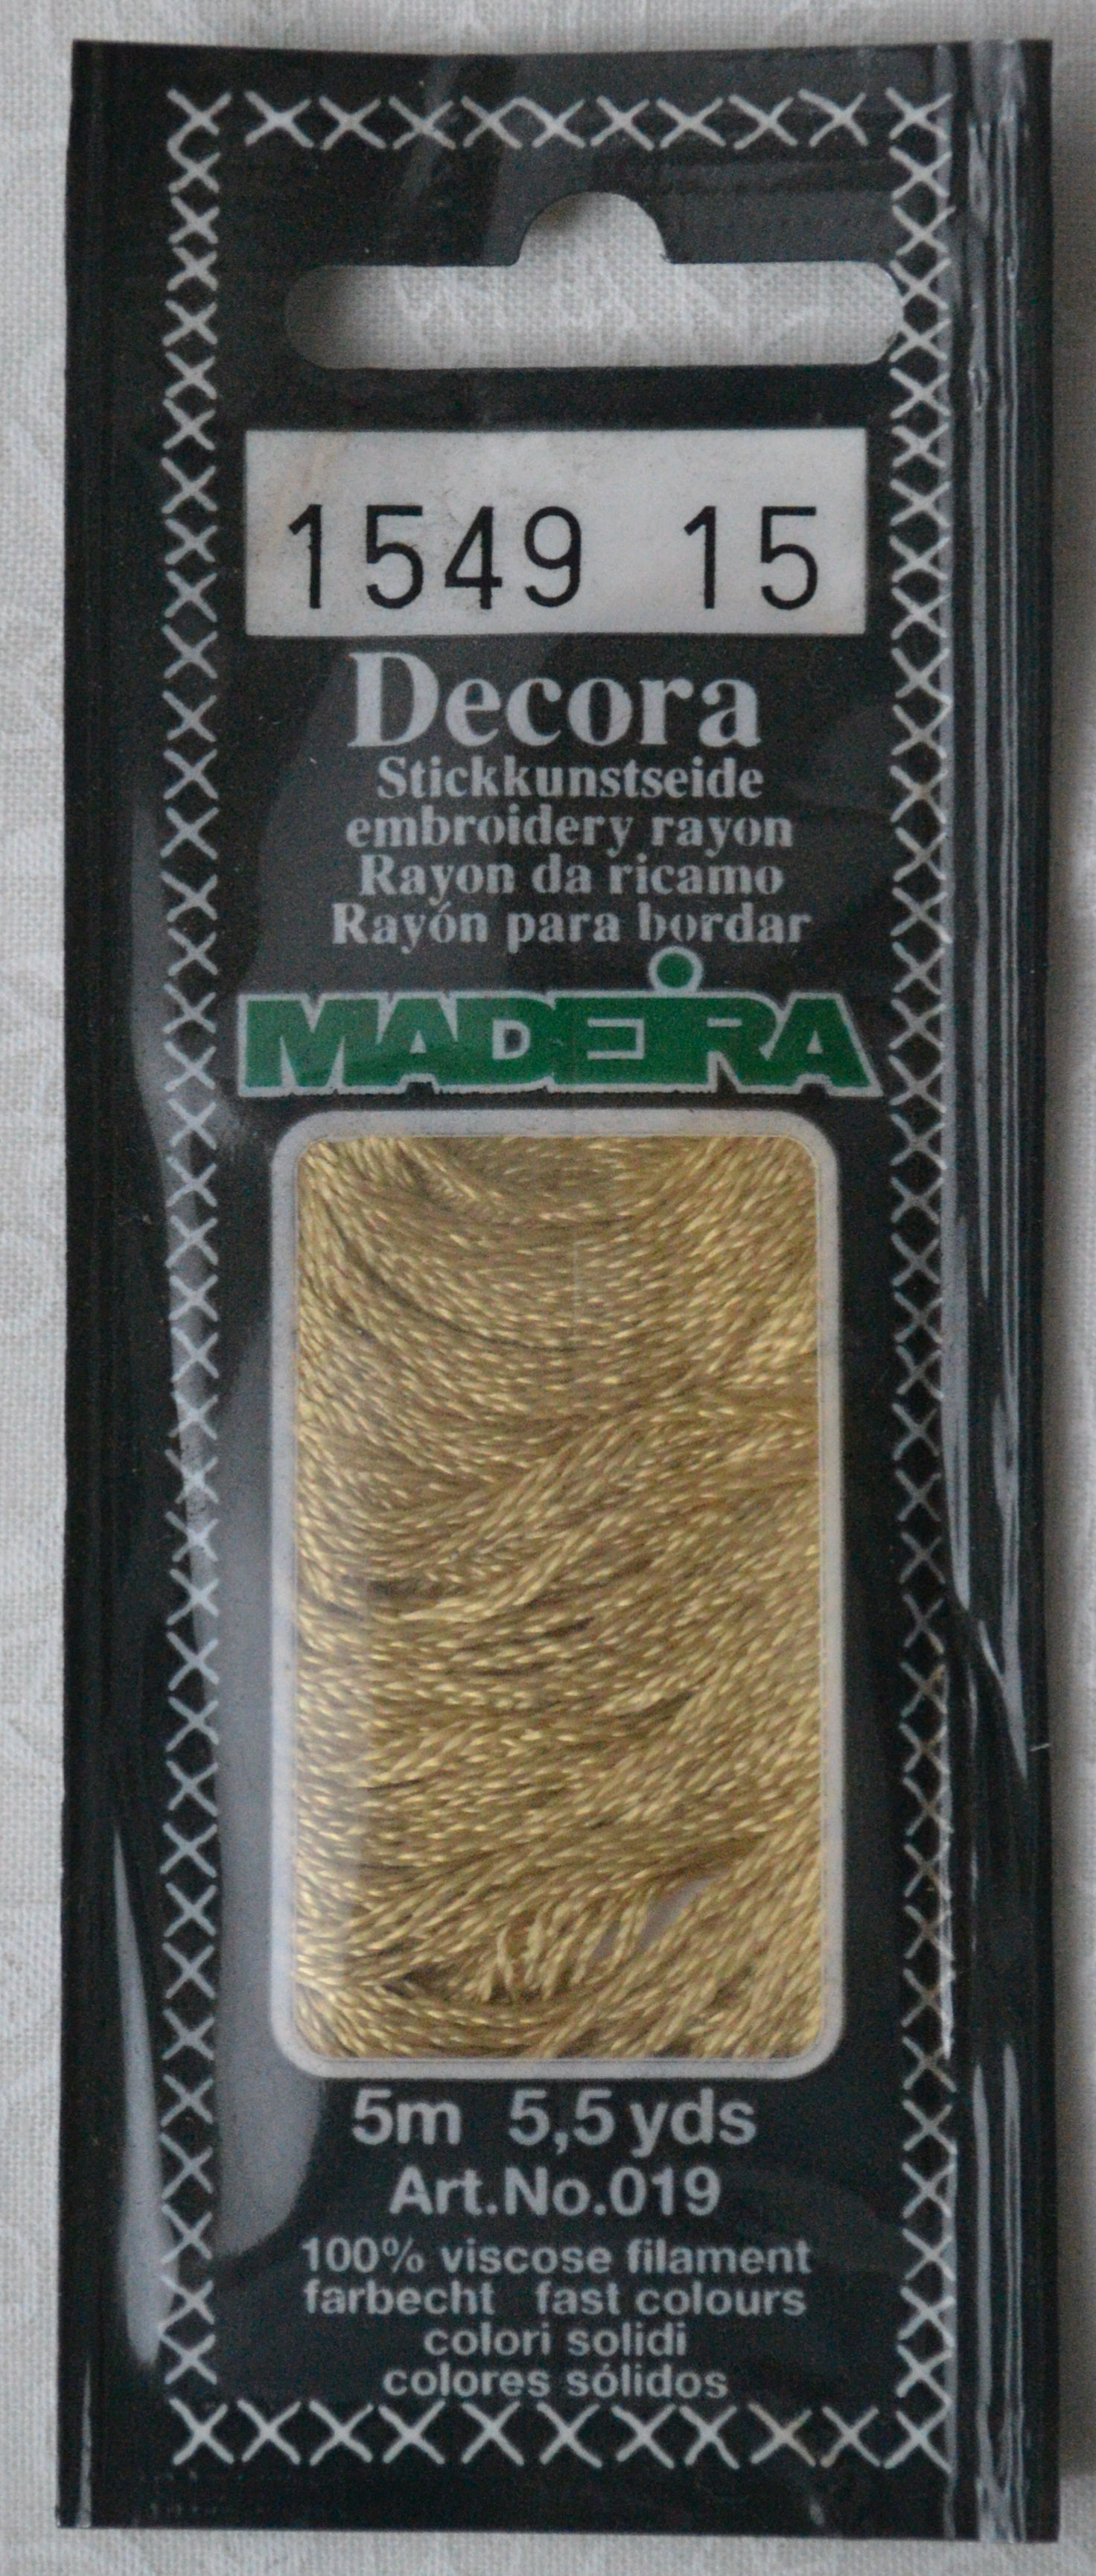 1549 15
Decora
Stickkunstseide
embroidery rayon
Rayon da ricamo
Rayón para bordar
MADEIRA
5m 5,5 yds
Art.No.019
100% viscose filament
farbecht fast colours
colori solidi
colores sólidos